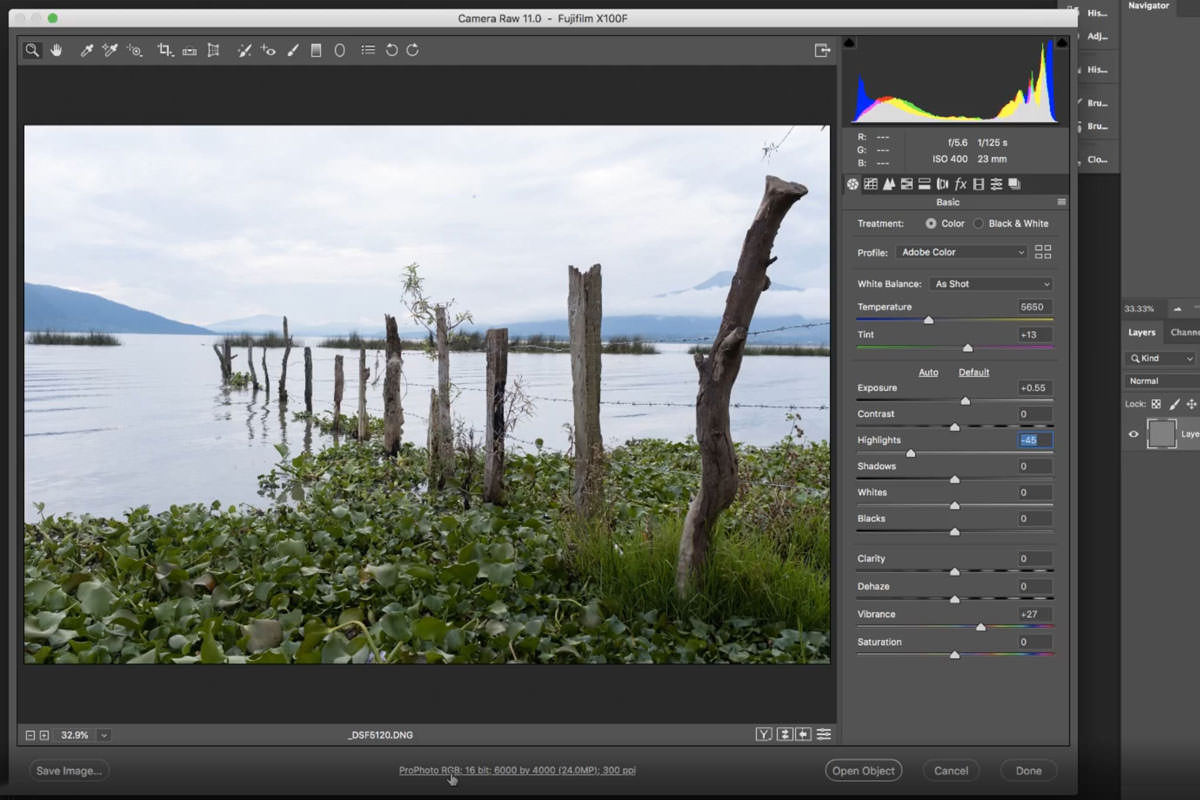 Camera Raw 11.0 - Fujifilm X100F
Navigator
His...
Adj...
His...
Bru...
Bru...
Clo...
R: ---
G: ---
B: ---
f/5.6 1/125 s
ISO 400 23 mm
fx
Basic
Treatment: Color Black & White
Profile: Adobe Color
White Balance: As Shot
Temperature 5650
Tint +13
Auto Default
Exposure +0.55
Contrast 0
Highlights -45
Shadows 0
Whites 0
Blacks 0
Clarity 0
Dehaze 0
Vibrance +27
Saturation 0
33.33%
Layers Chann
Kind
Normal
Lock:
Laye
32.9%
_DSF5120.DNG
Y
Save Image...
ProPhoto RGB; 16 bit; 6000 by 4000 (24.0MP); 300 ppi
Open Object
Cancel
Done